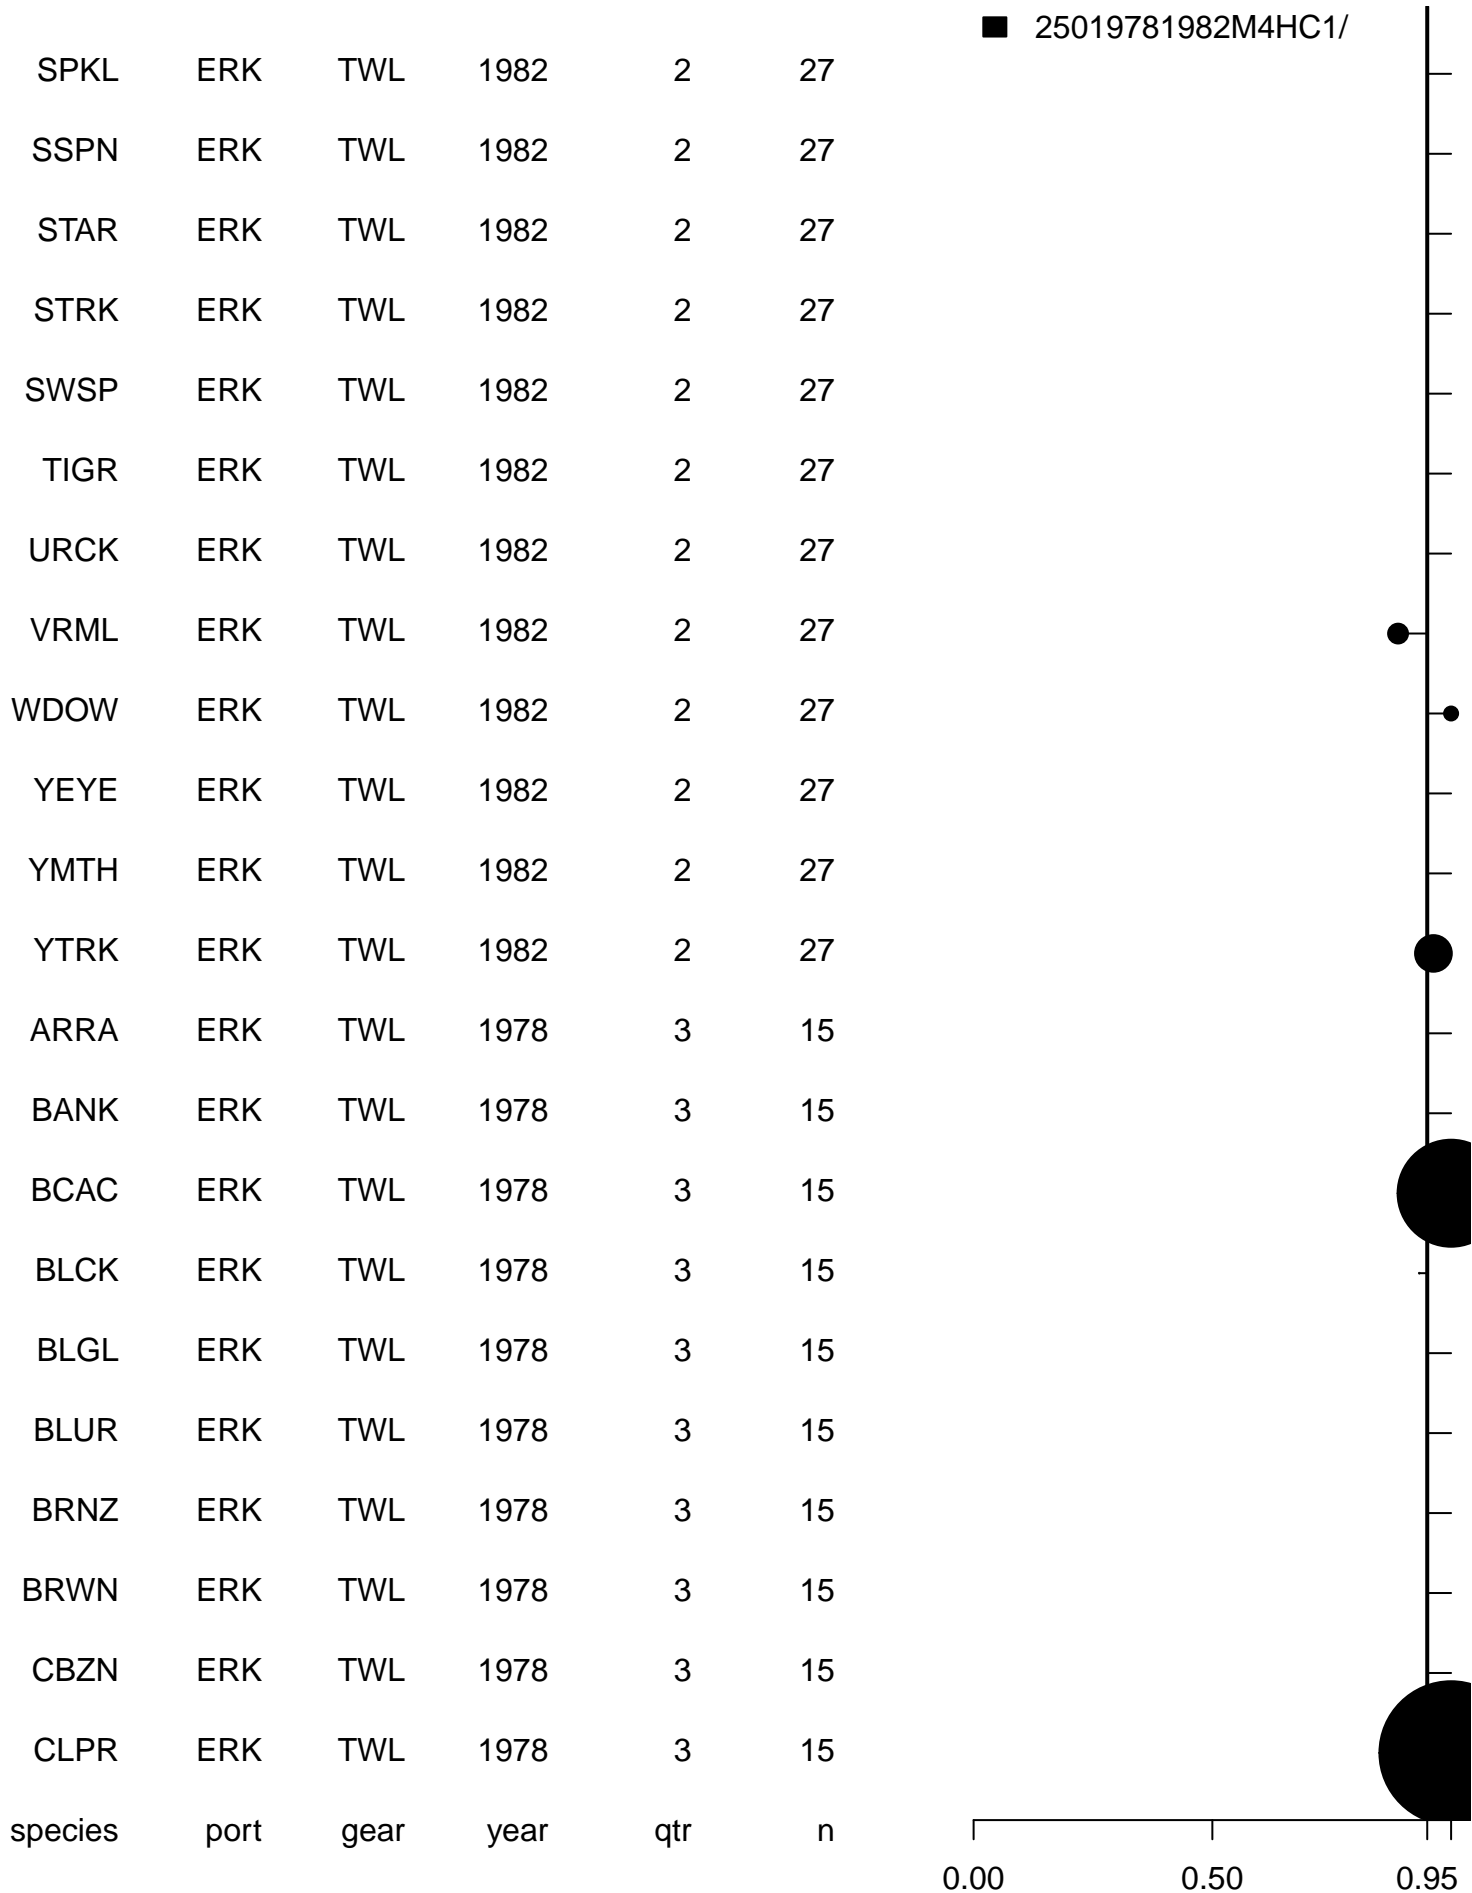 25019781982M4HC1/
SPKL ERK TWL 1982 2 27
SSPN ERK TWL 1982 2 27
STAR ERK TWL 1982 2 27
STRK ERK TWL 1982 2 27
SWSP ERK TWL 1982 2 27
TIGR ERK TWL 1982 2 27
URCK ERK TWL 1982 2 27
VRML ERK TWL 1982 2 27
WDOW ERK TWL 1982 2 27
YEYE ERK TWL 1982 2 27
YMTH ERK TWL 1982 2 27
YTRK ERK TWL 1982 2 27
ARRA ERK TWL 1978 3 15
BANK ERK TWL 1978 3 15
BCAC ERK TWL 1978 3 15
BLCK ERK TWL 1978 3 15
BLGL ERK TWL 1978 3 15
BLUR ERK TWL 1978 3 15
BRNZ ERK TWL 1978 3 15
BRWN ERK TWL 1978 3 15
CBZN ERK TWL 1978 3 15
CLPR ERK TWL 1978 3 15
species port gear year qtr n
0.00 0.50 0.95